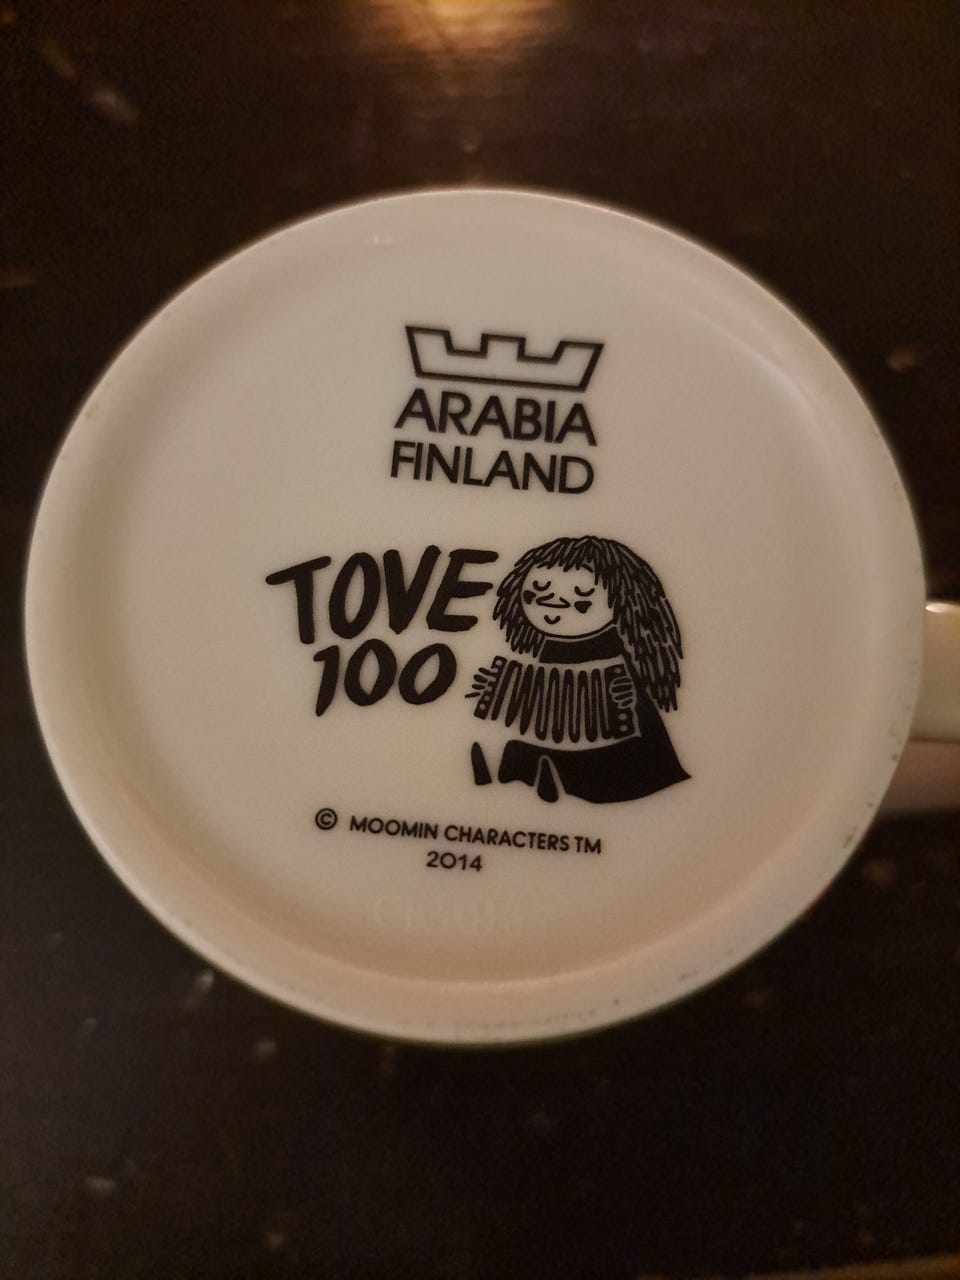 ARABIA
FINLAND
TOVE
100
© MOOMIN CHARACTERS TM
2014